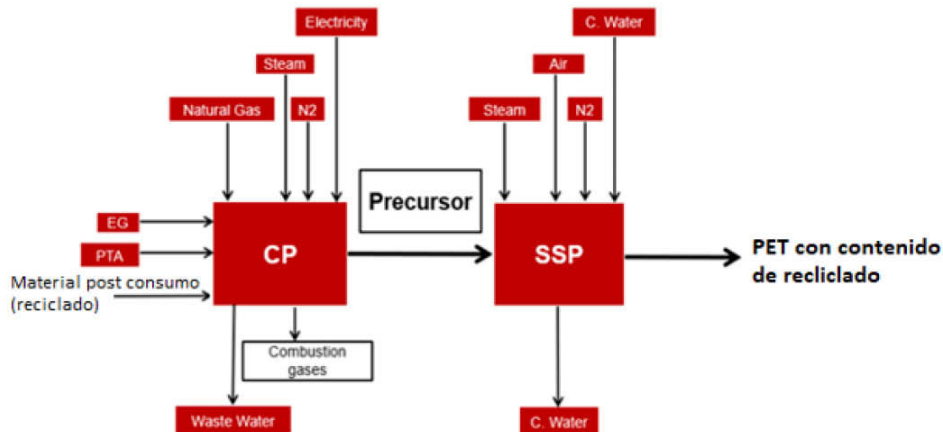 Electricity
C. Water
Steam
Air
Natural Gas
N2
Steam
N2
Precursor
EG
PTA
CP
SSP
PET con contenido
de recliclado
Material post consumo
(reciclado)
Combustion
gases
Waste Water
C. Water